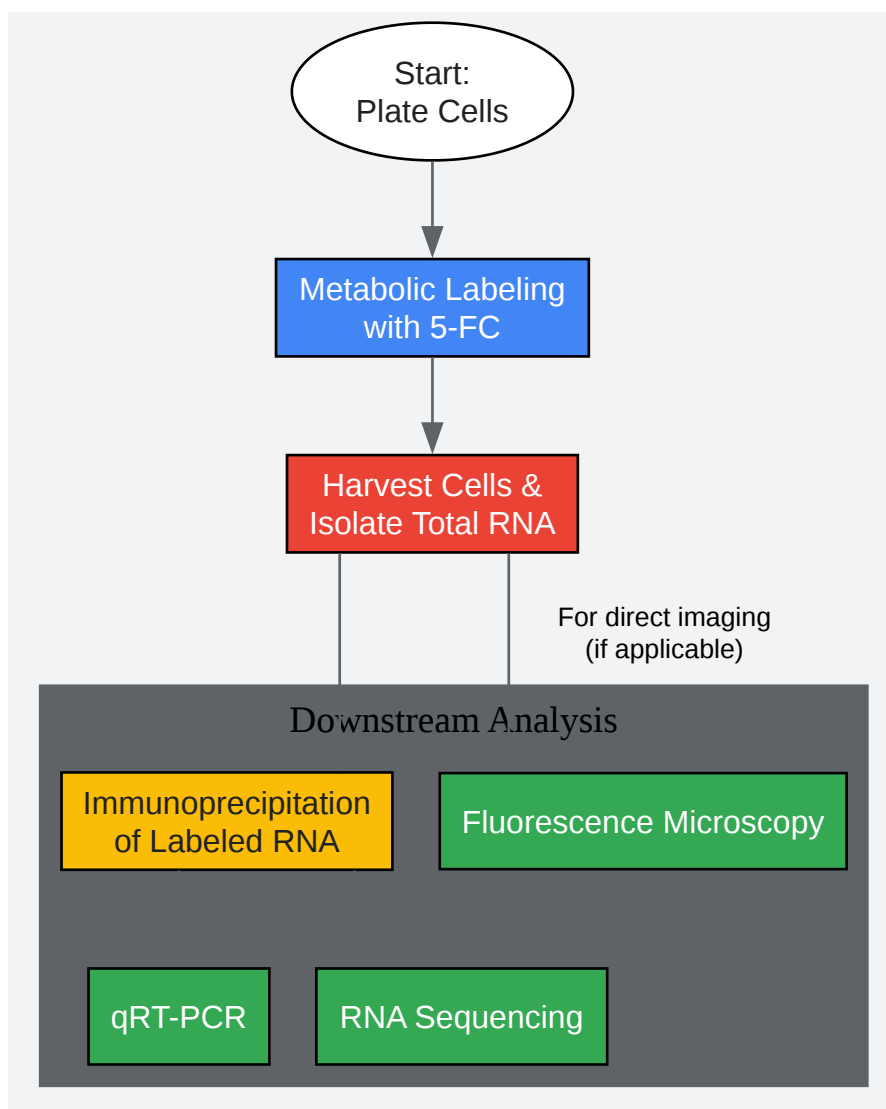 Start:
Plate Cells
Metabolic Labeling
with 5-FC
Harvest Cells &
Isolate Total RNA
For direct imaging
(if applicable)
Downstream Analysis
Immunoprecipitation
of Labeled RNA
Fluorescence Microscopy
qRT-PCR
RNA Sequencing